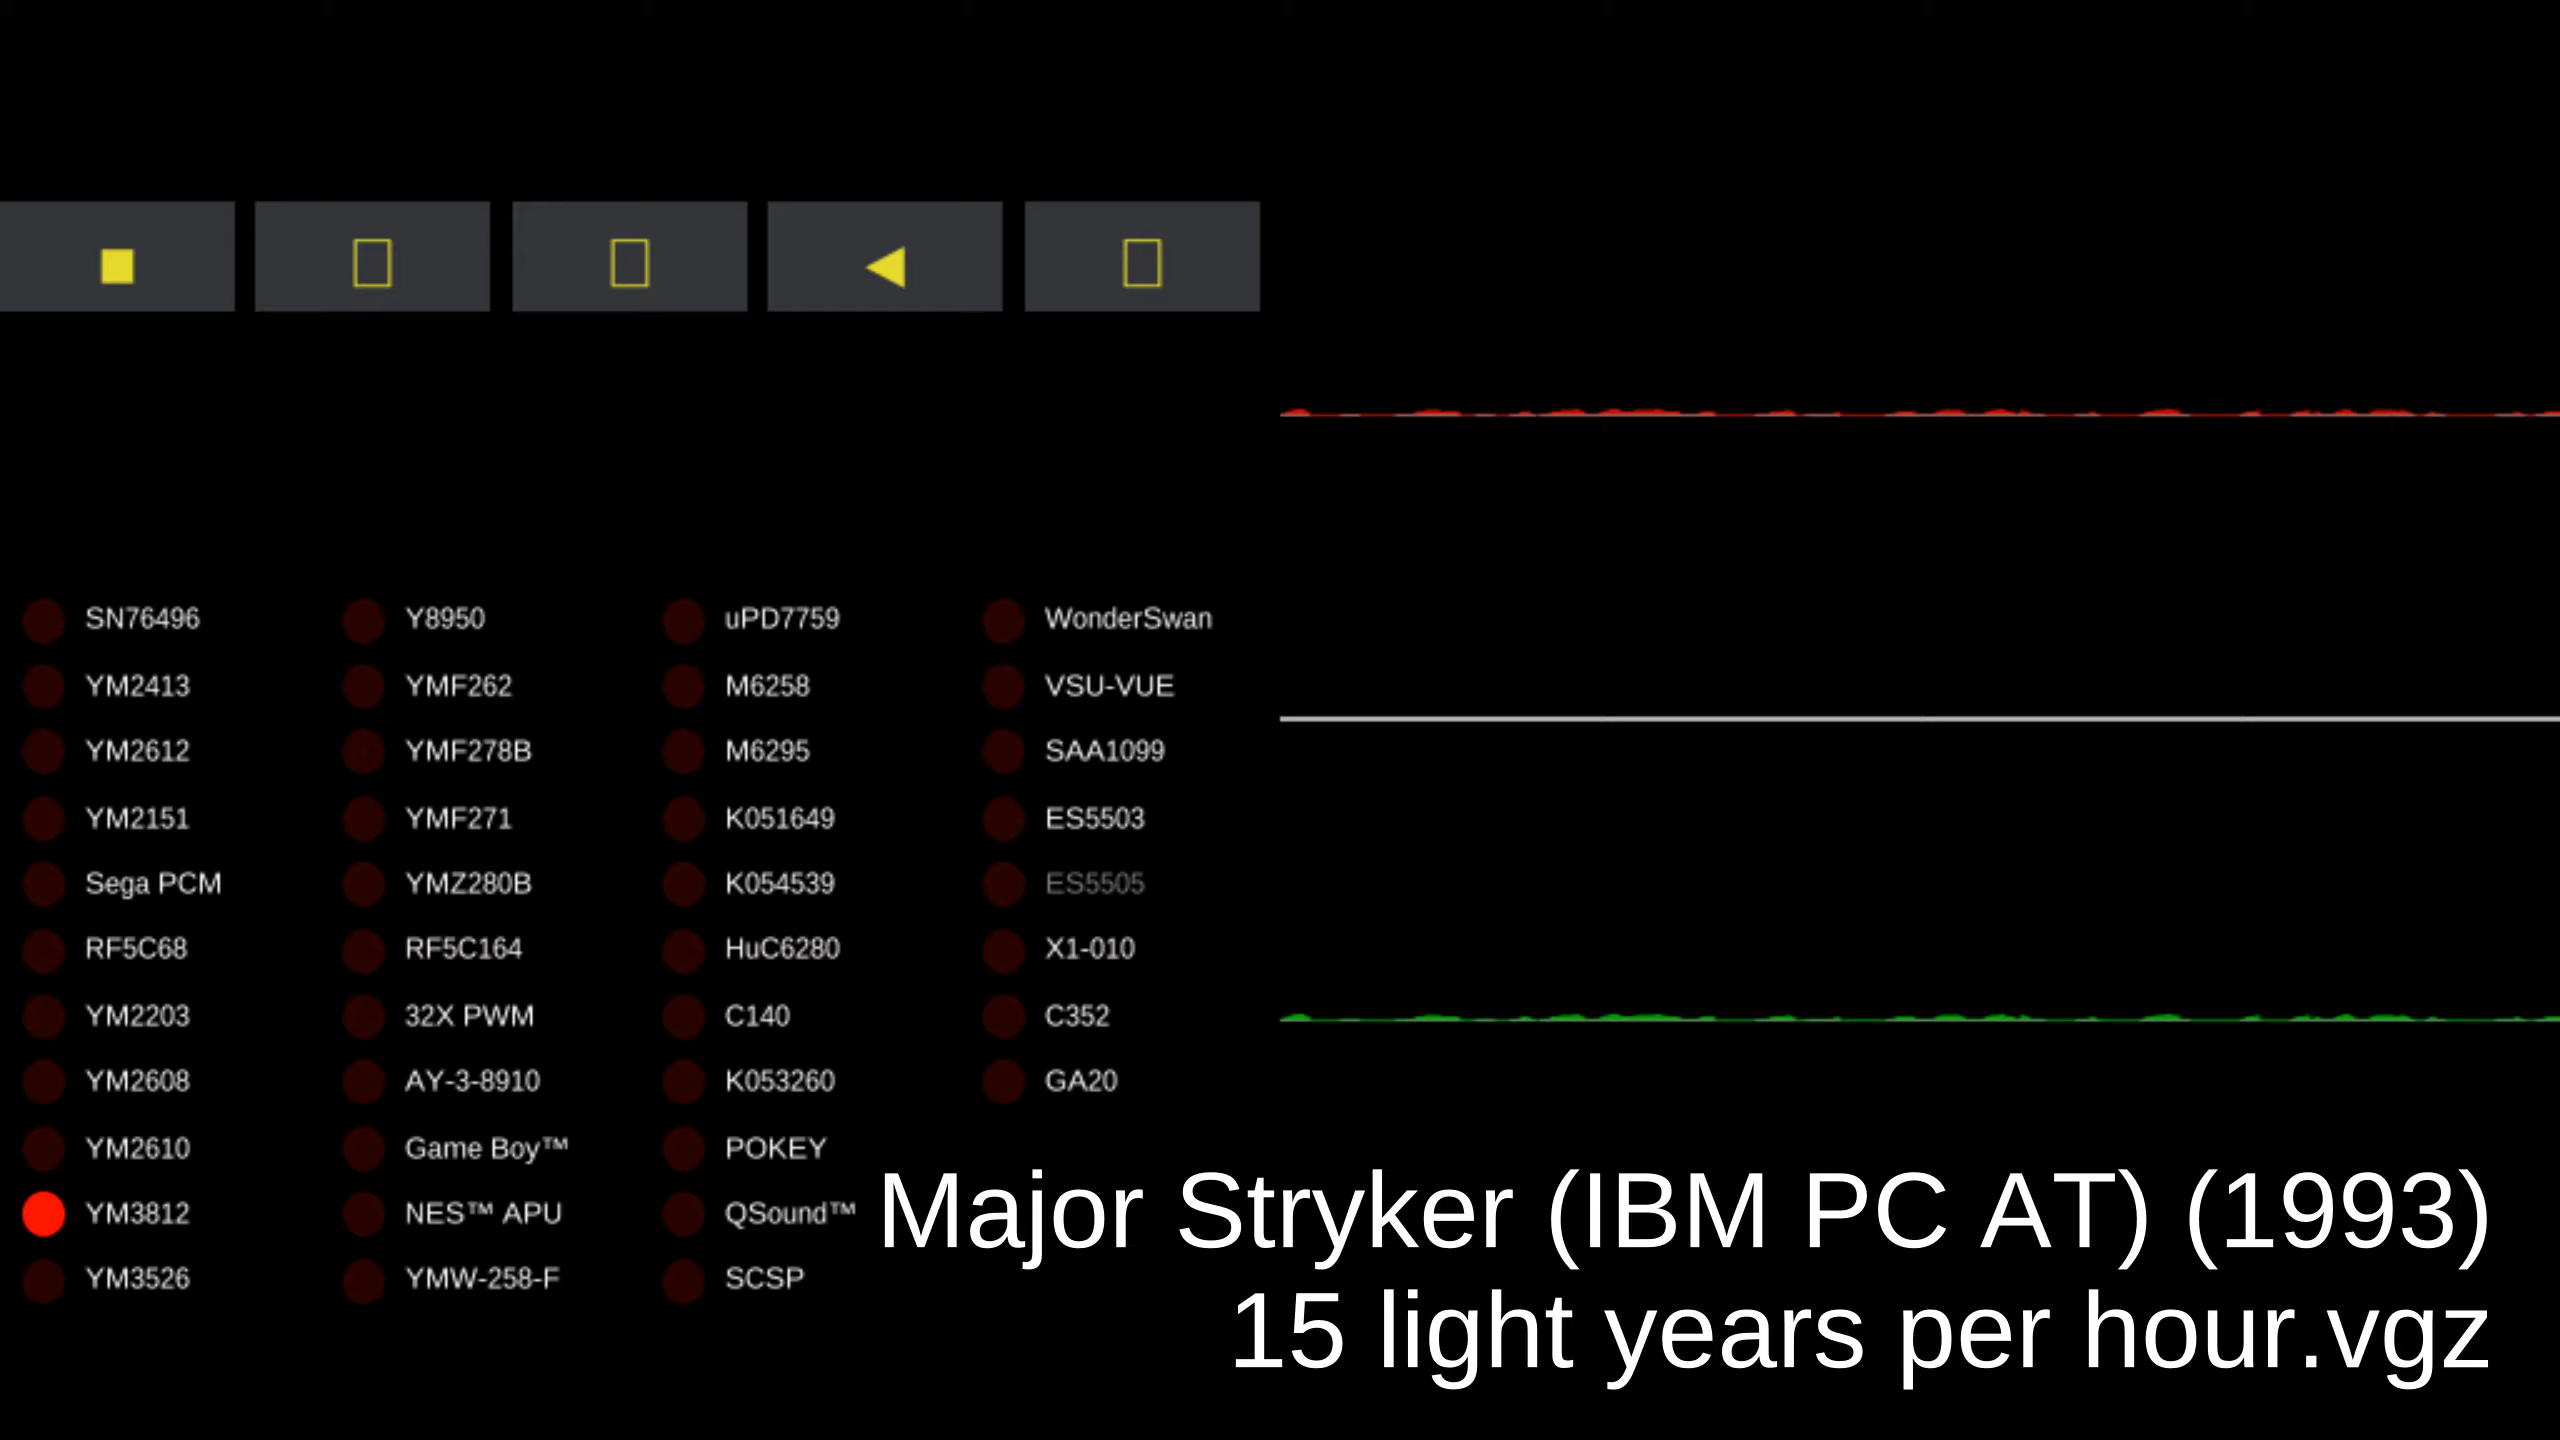 SN76496
YM2413
YM2612
YM2151
Sega PCM
RF5C68
YM2203
YM2608
YM2610
YM3812
YM3526
Y8950
YMF262
YMF278B
YMF271
YMZ280B
RF5C164
32X PWM
AY-3-8910
Game Boy™
NES™ APU
YMW-258-F
uPD7759
M6258
M6295
K051649
K054539
HuC6280
C140
K053260
POKEY
QSound™
SCSP
WonderSwan
VSU-VUE
SAA1099
ES5503
ES5505
X1-010
C352
GA20
Major Stryker (IBM PC AT) (1993)
15 light years per hour.vgz